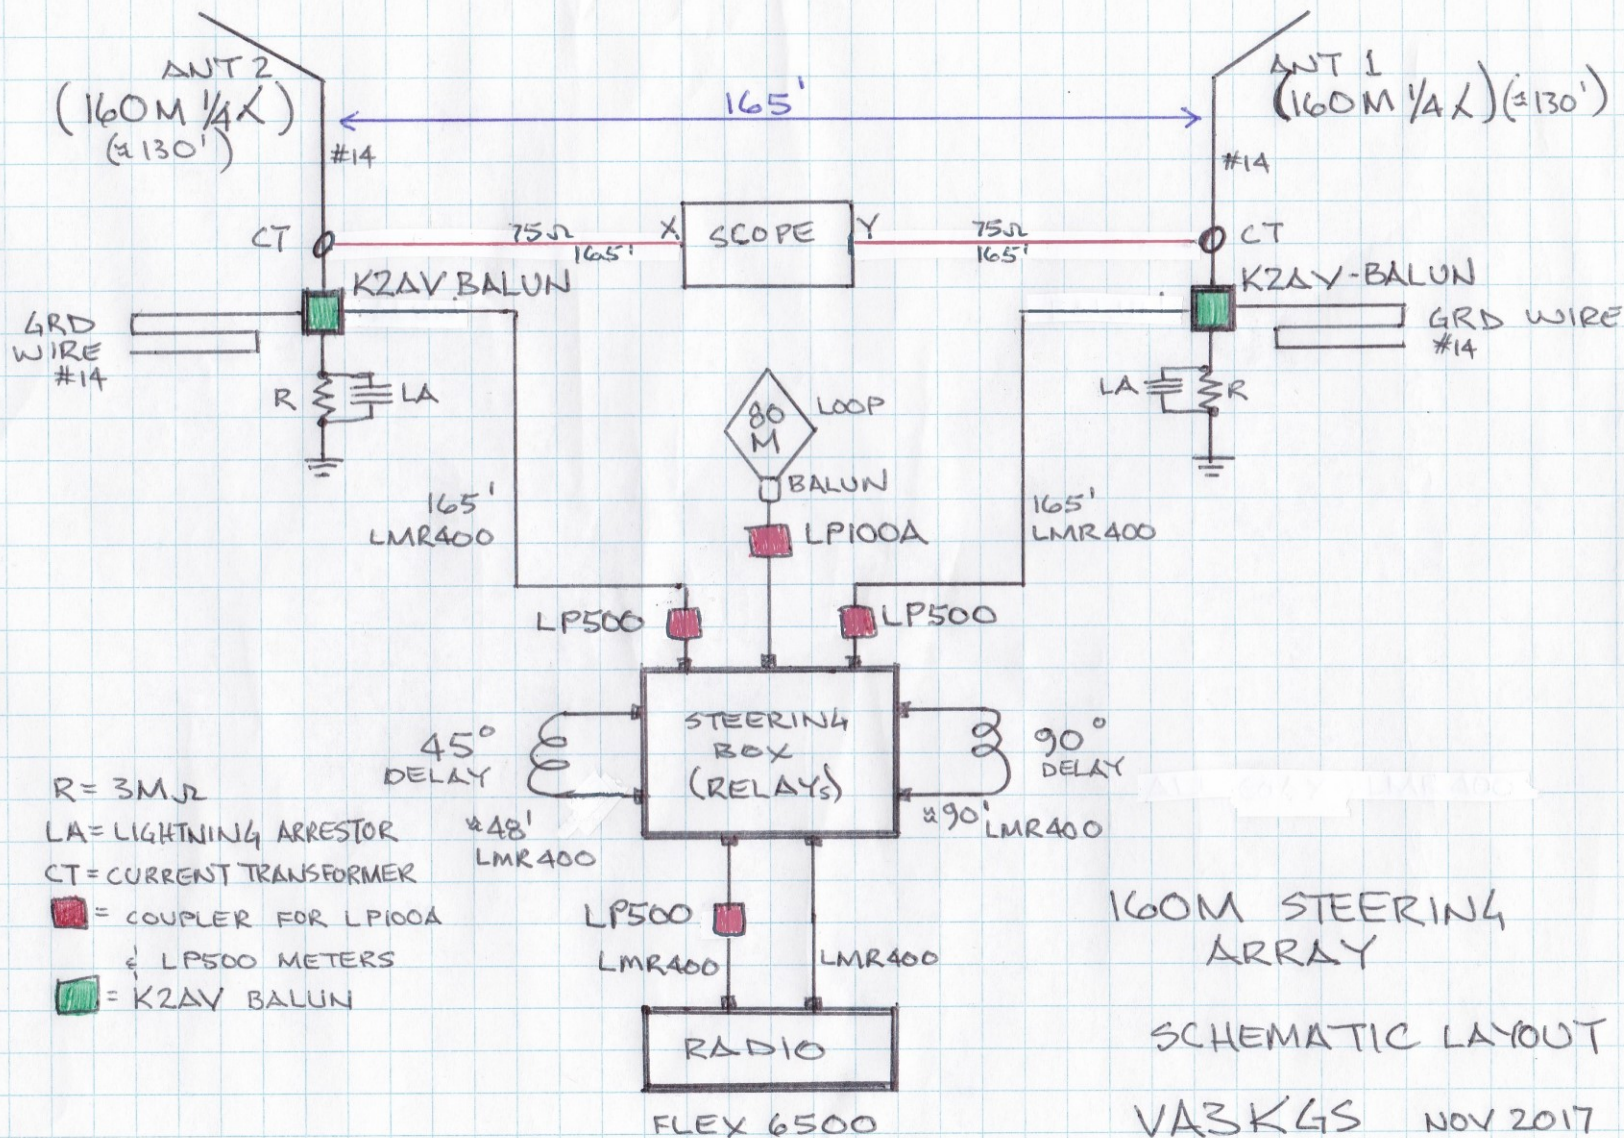 ANT 2
(160M 1/4 λ)
(≈130')
#14
165'
ANT 1
(160M 1/4 λ) (≈130')
#14
CT
75Ω
165'
X
SCOPE
Y
75Ω
165'
CT
K2AV BALUN
K2AV-BALUN
GRD
WIRE
#14
GRD WIRE
#14
R
LA
LA
R
80
M
LOOP
BALUN
165'
LMR400
LP100A
165'
LMR400
LP500
LP500
45°
DELAY
≈48'
LMR400
STEERING
BOX
(RELAYS)
90°
DELAY
≈90' LMR400
R = 3MΩ
LA = LIGHTNING ARRESTOR
CT = CURRENT TRANSFORMER
= COUPLER FOR LP100A
& LP500 METERS
= K2AV BALUN
LP500
LMR400
LMR400
RADIO
FLEX 6500
160M STEERING
ARRAY
SCHEMATIC LAYOUT
VA3KGS NOV 2017